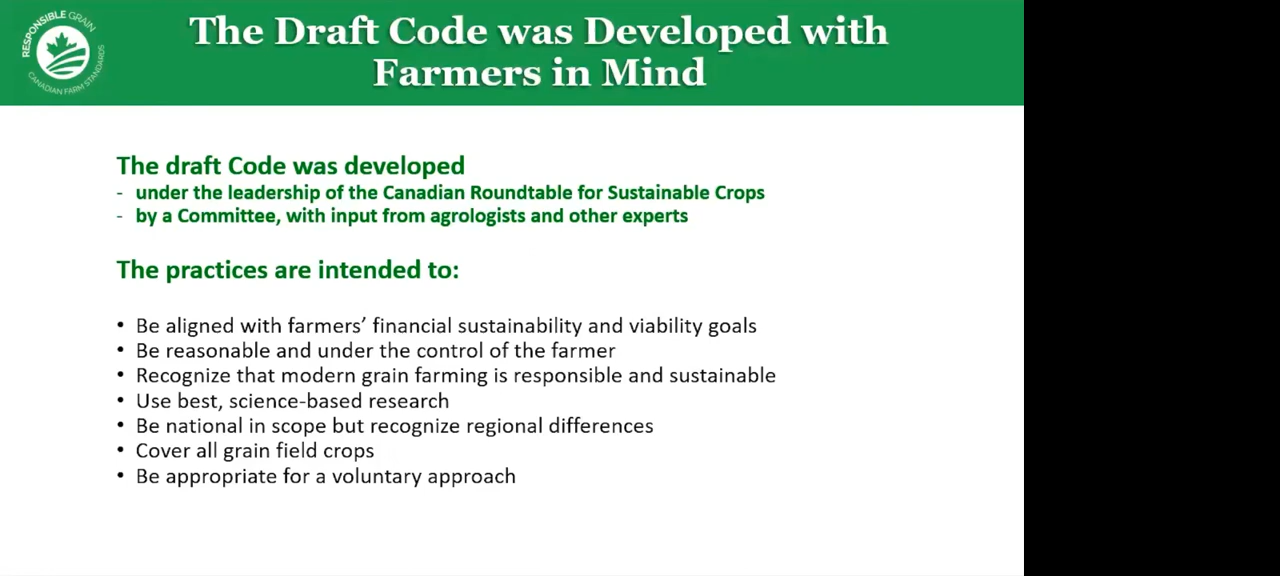 RESPONSIBLE GRAIN
CANADIAN FARM STANDARDS
The Draft Code was Developed with
Farmers in Mind
The draft Code was developed
- under the leadership of the Canadian Roundtable for Sustainable Crops
- by a Committee, with input from agrologists and other experts
The practices are intended to:
• Be aligned with farmers’ financial sustainability and viability goals
• Be reasonable and under the control of the farmer
• Recognize that modern grain farming is responsible and sustainable
• Use best, science-based research
• Be national in scope but recognize regional differences
• Cover all grain field crops
• Be appropriate for a voluntary approach